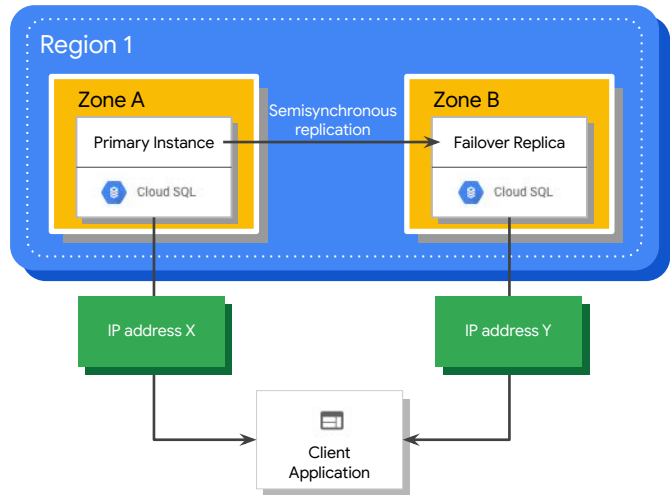 Region 1
Zone A
Primary Instance
Cloud SQL
Semisynchronous
replication
Zone B
Failover Replica
Cloud SQL
IP address X
IP address Y
Client
Application